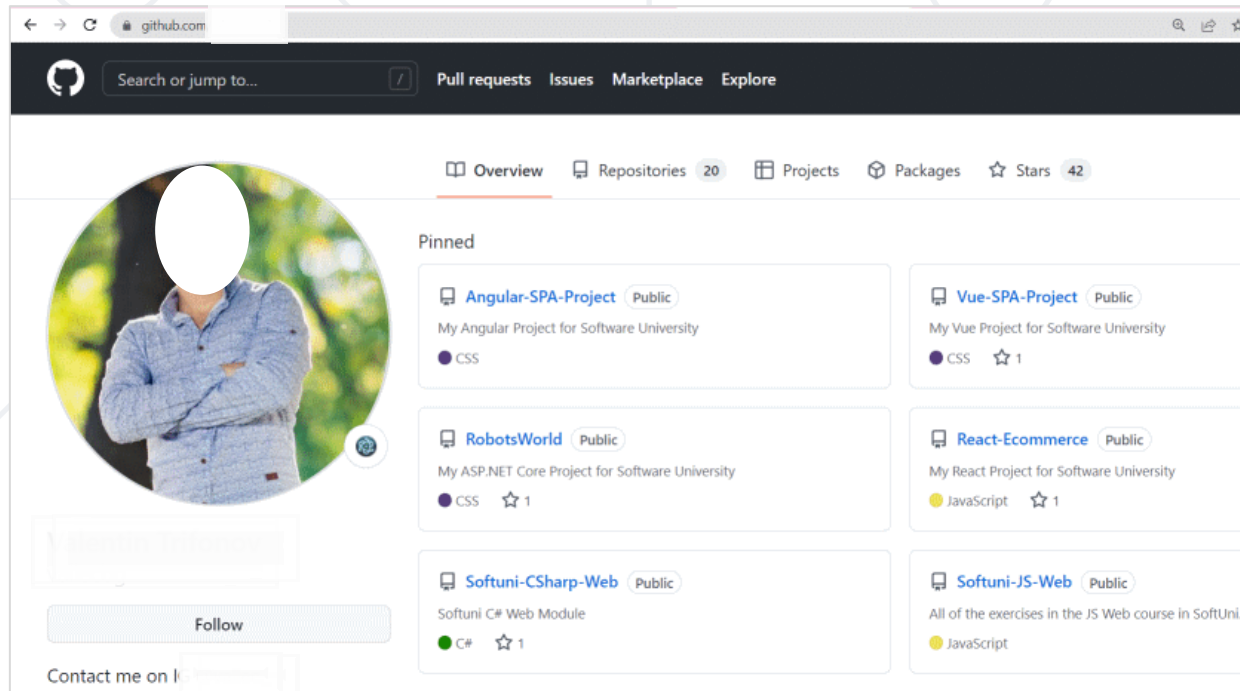 github.com
Search or jump to... /
Pull requests Issues Marketplace Explore
Overview Repositories 20 Projects Packages Stars 42
Pinned
Angular-SPA-Project Public
My Angular Project for Software University
CSS
Vue-SPA-Project Public
My Vue Project for Software University
CSS 1
RobotsWorld Public
My ASP.NET Core Project for Software University
CSS 1
React-Ecommerce Public
My React Project for Software University
JavaScript 1
Softuni-CSharp-Web Public
Softuni C# Web Module
C# 1
Softuni-JS-Web Public
All of the exercises in the JS Web course in SoftUni.
JavaScript
Follow
Contact me on